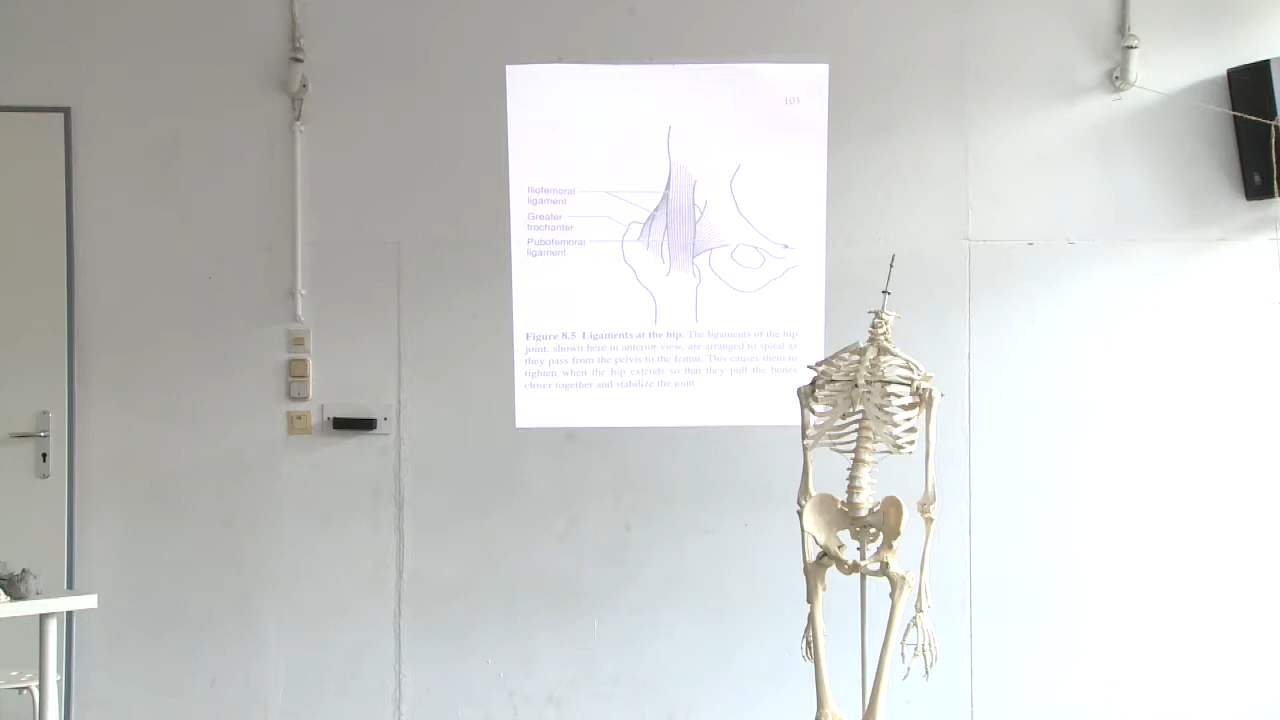 103
Iliofemoral
ligament
Greater
trochanter
Pubofemoral
ligament
Figure 8.5 Ligaments at the hip. The ligaments of the hip
joint, shown here in anterior view, are arranged to spiral as
they pass from the pelvis to the femur. This causes them to
tighten when the hip extends so that they pull the bones
closer together and stabilize the joint